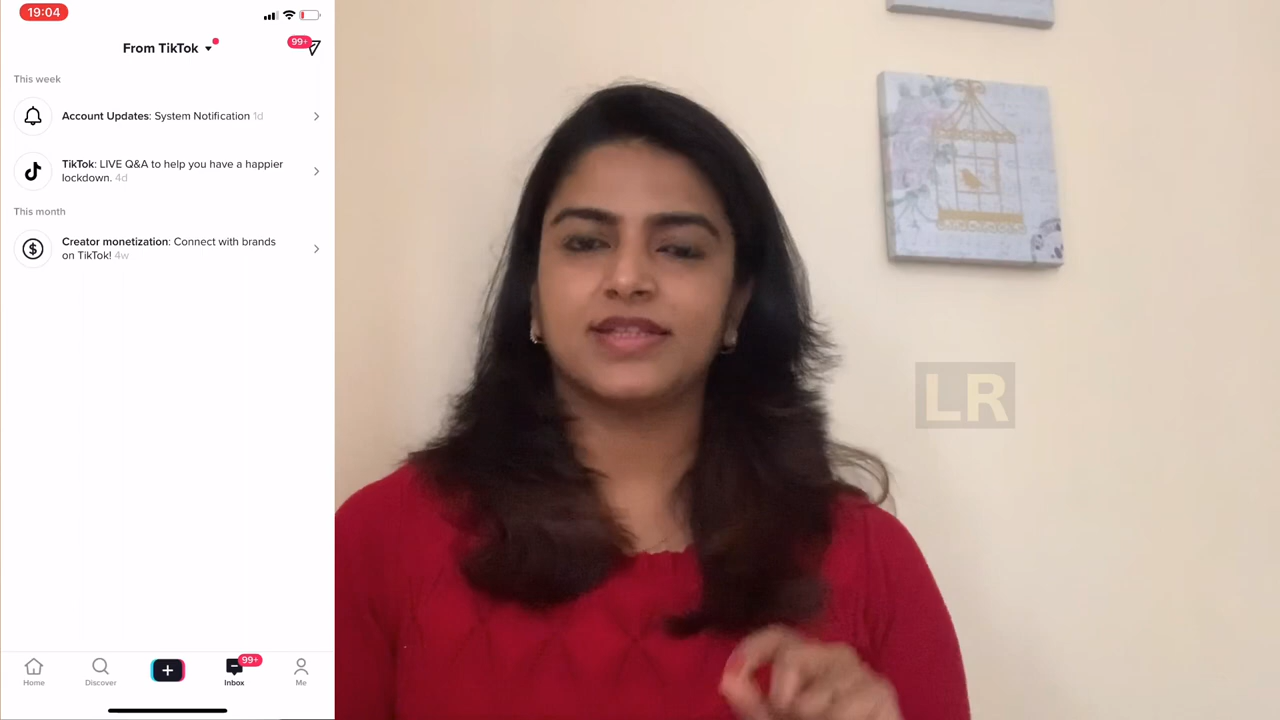 19:04
From TikTok
99+
This week
Account Updates: System Notification 1d
TikTok: LIVE Q&A to help you have a happier
lockdown. 4d
This month
Creator monetization: Connect with brands
on TikTok! 4w
LR
99+
Home
Discover
Inbox
Me